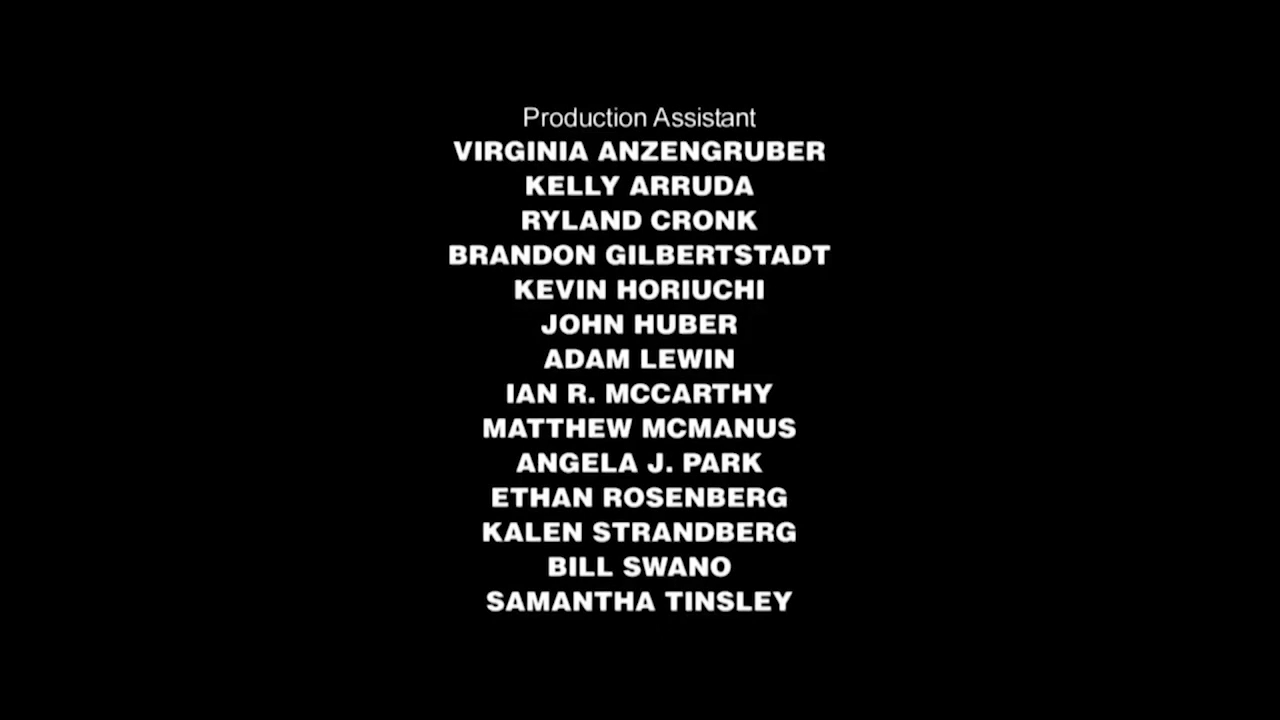 Production Assistant
VIRGINIA ANZENGRUBER
KELLY ARRUDA
RYLAND CRONK
BRANDON GILBERTSTADT
KEVIN HORIUCHI
JOHN HUBER
ADAM LEWIN
IAN R. MCCARTHY
MATTHEW MCMANUS
ANGELA J. PARK
ETHAN ROSENBERG
KALEN STRANDBERG
BILL SWANO
SAMANTHA TINSLEY